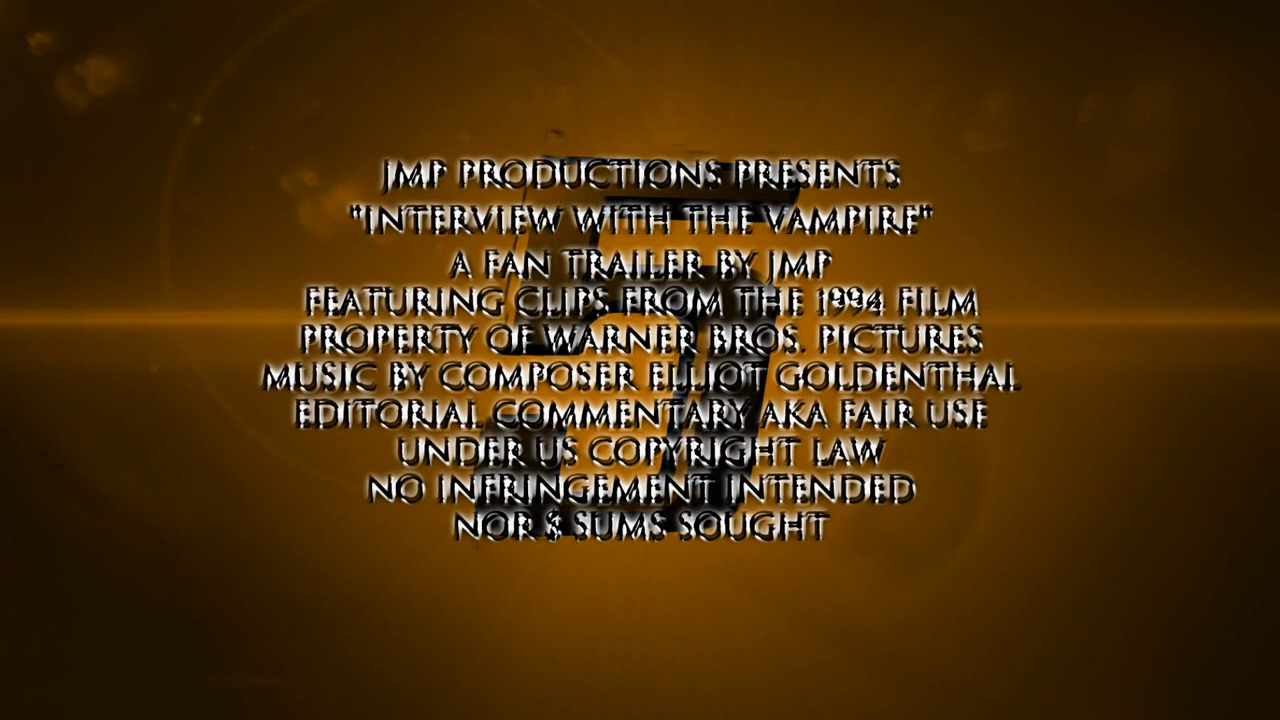 JMP PRODUCTIONS PRESENTS
"INTERVIEW WITH THE VAMPIRE"
A FAN TRAILER BY JMP
FEATURING CLIPS FROM THE 1994 FILM
PROPERTY OF WARNER BROS. PICTURES
MUSIC BY COMPOSER ELLIOT GOLDENTHAL
EDITORIAL COMMENTARY AKA FAIR USE
UNDER US COPYRIGHT LAW
NO INFRINGEMENT INTENDED
NOR $ SUMS SOUGHT
5